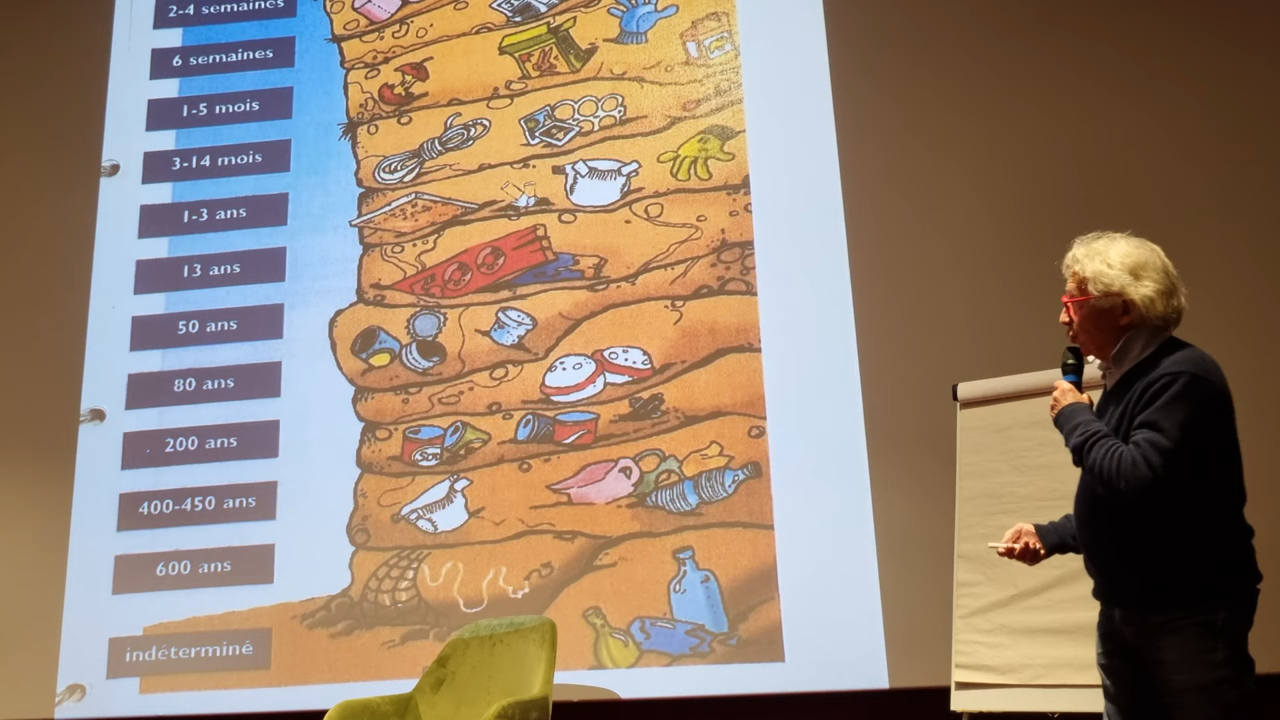 2-4 semaines
6 semaines
1-5 mois
3-14 mois
1-3 ans
13 ans
50 ans
80 ans
200 ans
400-450 ans
600 ans
indéterminé